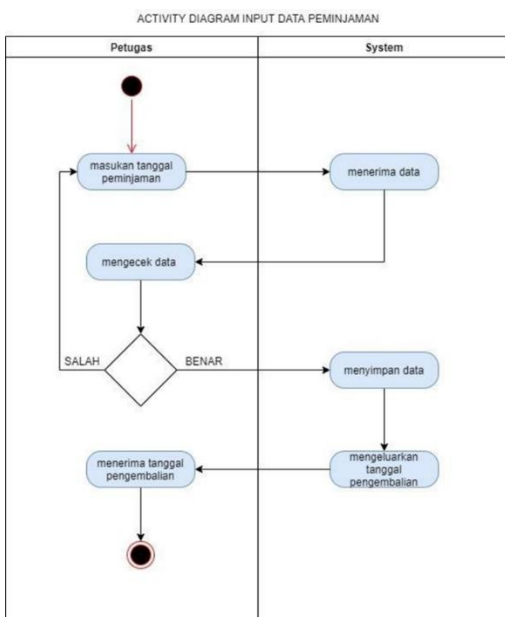 ACTIVITY DIAGRAM INPUT DATA PEMINJAMAN
Petugas
System
masukan tanggal
peminjaman
menerima data
mengecek data
SALAH
BENAR
menyimpan data
menerima tanggal
pengembalian
mengeluarkan
tanggal
pengembalian